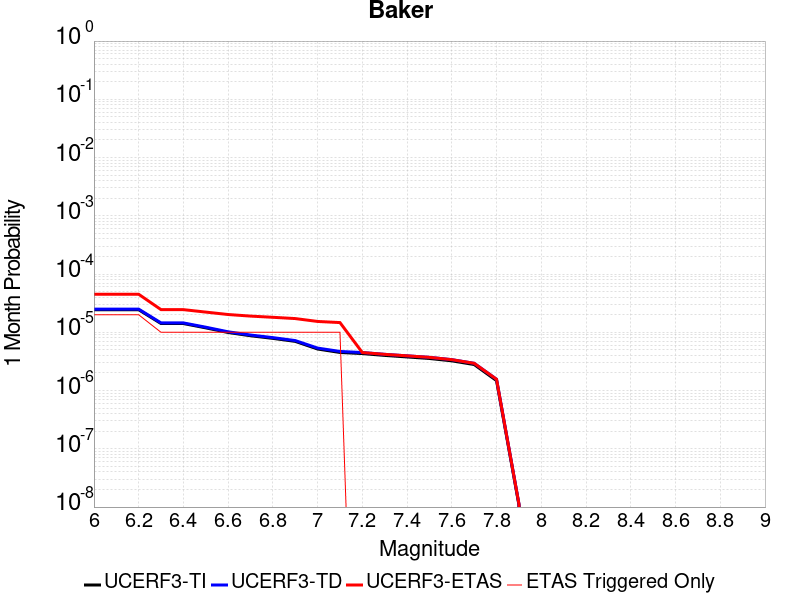 Baker
10^0
10^-1
10^-2
10^-3
10^-4
10^-5
10^-6
10^-7
10^-8
1 Month Probability
6 6.2 6.4 6.6 6.8 7 7.2 7.4 7.6 7.8 8 8.2 8.4 8.6 8.8 9
Magnitude
UCERF3-TI UCERF3-TD UCERF3-ETAS ETAS Triggered Only